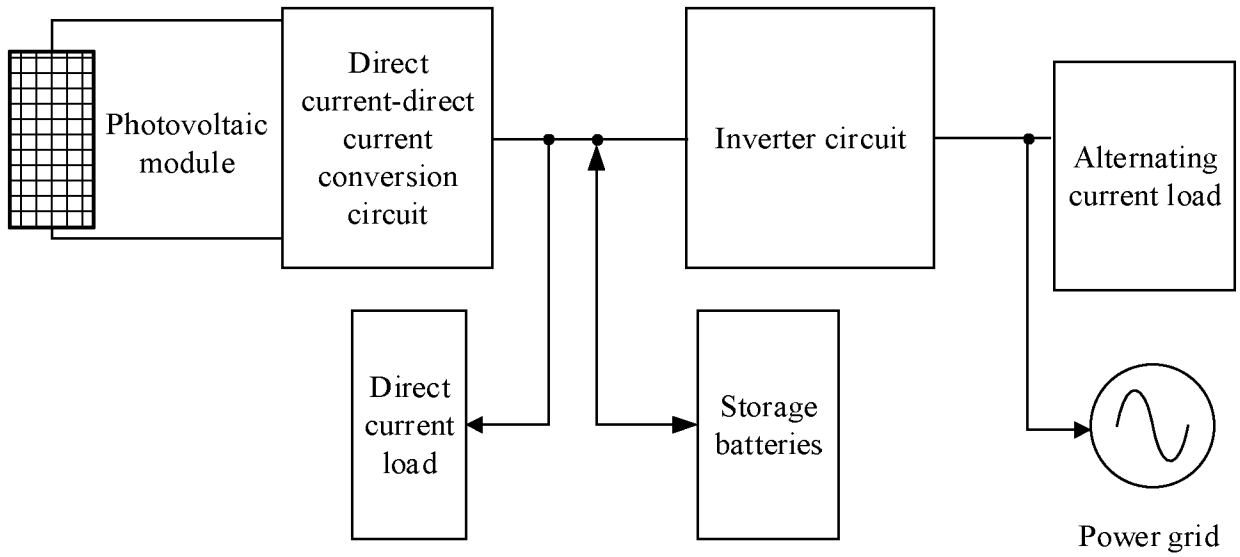 Photovoltaic
module
Direct
current-direct
current
conversion
circuit
Inverter circuit
Alternating
current load
Direct
current
load
Storage
batteries
Power grid